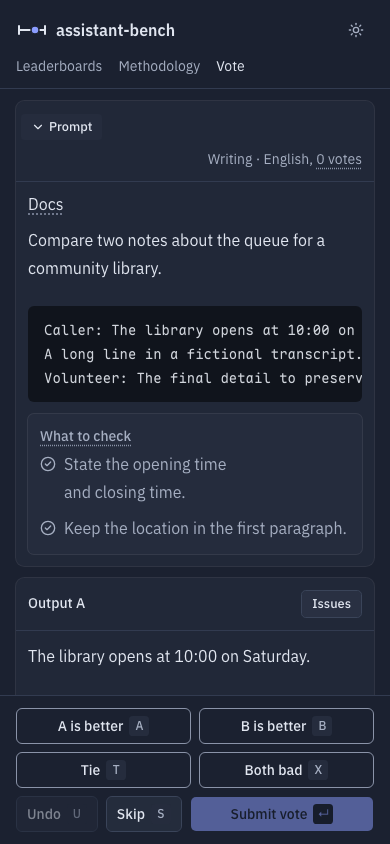 assistant-bench
Leaderboards Methodology Vote
Prompt
Writing · English, 0 votes
Docs
Compare two notes about the queue for a
community library.
Caller: The library opens at 10:00 on
A long line in a fictional transcript.
Volunteer: The final detail to preserv
What to check
State the opening time
and closing time.
Keep the location in the first paragraph.
Output A Issues
The library opens at 10:00 on Saturday.
A is better A B is better B
Tie T Both bad X
Undo U Skip S Submit vote ↵